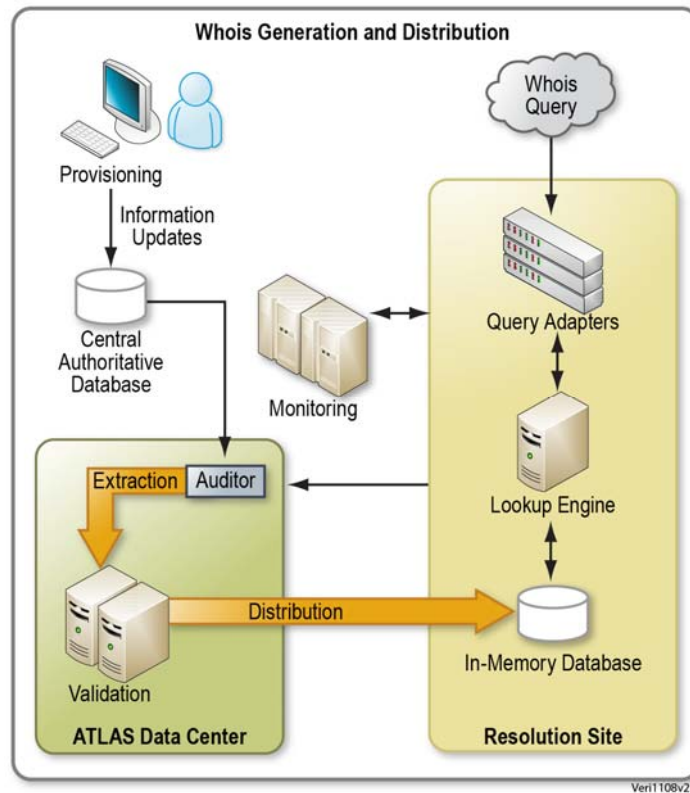 Whois Generation and Distribution
Whois
Query
Provisioning
Information
Updates
Central
Authoritative
Database
Monitoring
Query Adapters
Extraction
Auditor
Lookup Engine
Distribution
Validation
In-Memory Database
ATLAS Data Center
Resolution Site
Veri1108v2